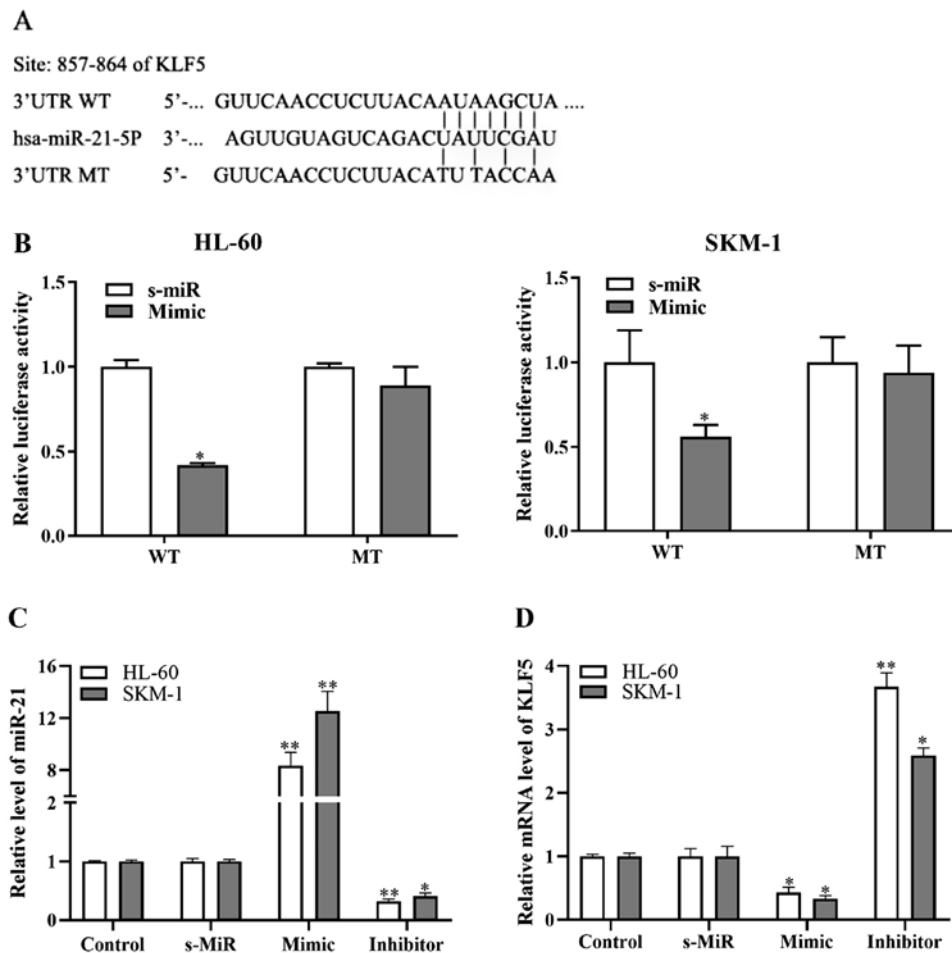 A
Site: 857-864 of KLF5
3'UTR WT 5'-... GUUCAACCUCUUACAAUAAGCUA ....
hsa-miR-21-5P 3'-... AGUUGUAGUCAGACUAUUCGAU
3'UTR MT 5'- GUUCAACCUCUUACATUTACCAA
B
HL-60
s-miR
Mimic
Relative luciferase activity
1.5
1.0
0.5
0.0
*
WT
MT
SKM-1
s-miR
Mimic
Relative luciferase activity
1.5
1.0
0.5
0.0
*
WT
MT
C
HL-60
SKM-1
Relative level of miR-21
16
12
8
2
1
0
**
**
**
*
Control
s-MiR
Mimic
Inhibitor
D
HL-60
SKM-1
Relative mRNA level of KLF5
4
3
2
1
0
*
*
**
*
Control
s-MiR
Mimic
Inhibitor